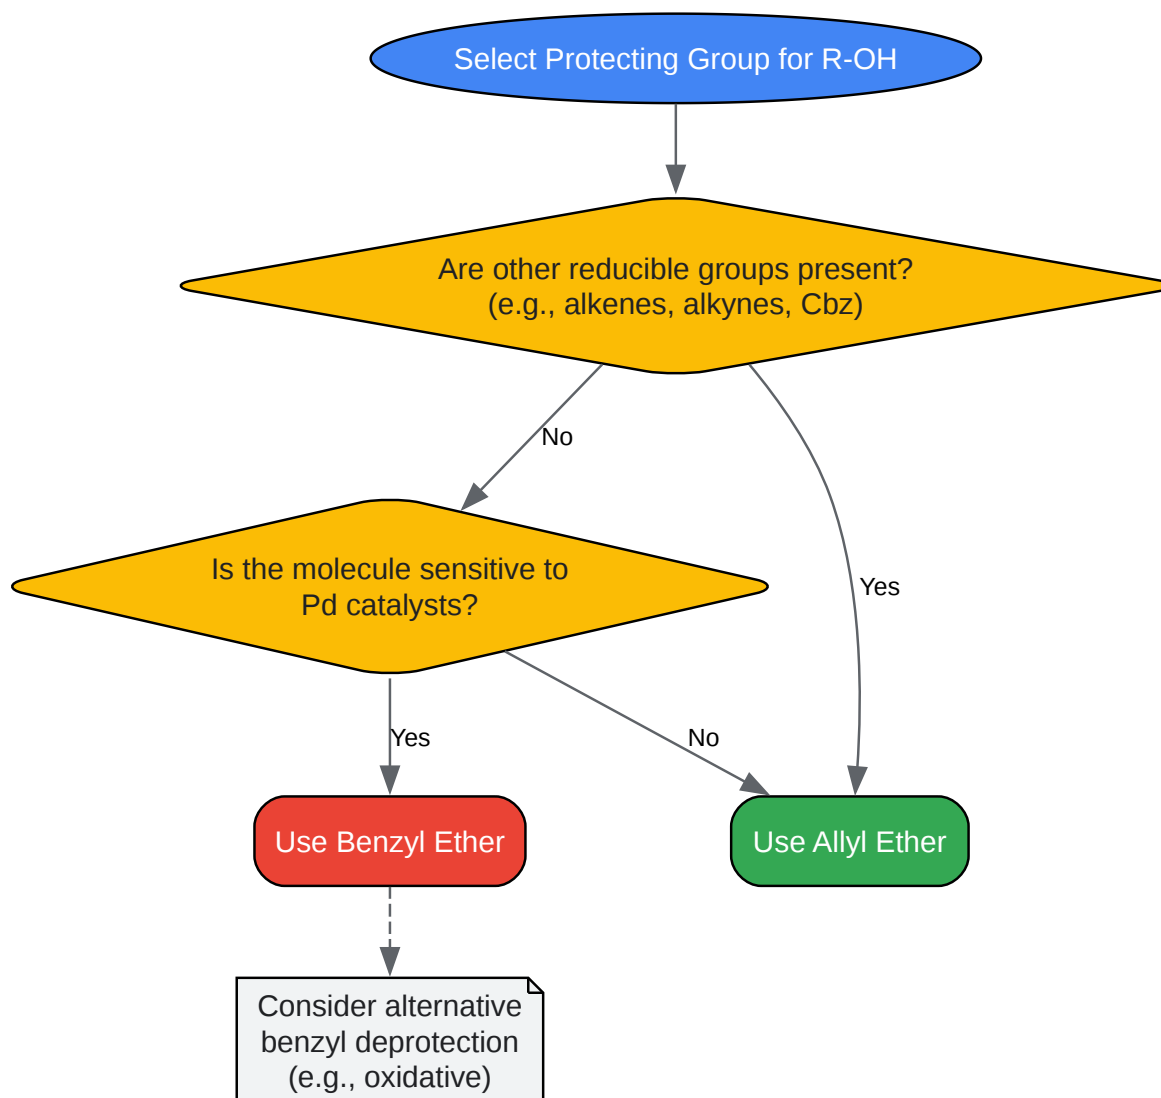 Select Protecting Group for R-OH
Are other reducible groups present?
(e.g., alkenes, alkynes, Cbz)
No
Is the molecule sensitive to
Pd catalysts?
Yes
Yes
No
Use Benzyl Ether
Use Allyl Ether
Consider alternative
benzyl deprotection
(e.g., oxidative)